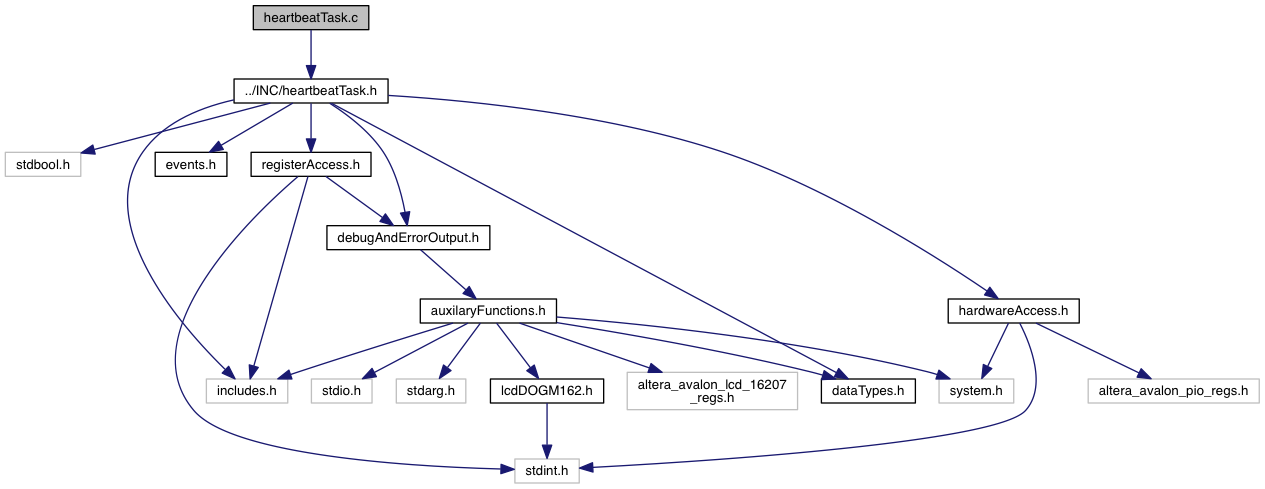 heartbeatTask.c
../INC/heartbeatTask.h
stdbool.h
events.h
registerAccess.h
debugAndErrorOutput.h
auxilaryFunctions.h
hardwareAccess.h
includes.h
stdio.h
stdarg.h
lcdDOGM162.h
altera_avalon_lcd_16207
_regs.h
dataTypes.h
system.h
altera_avalon_pio_regs.h
stdint.h